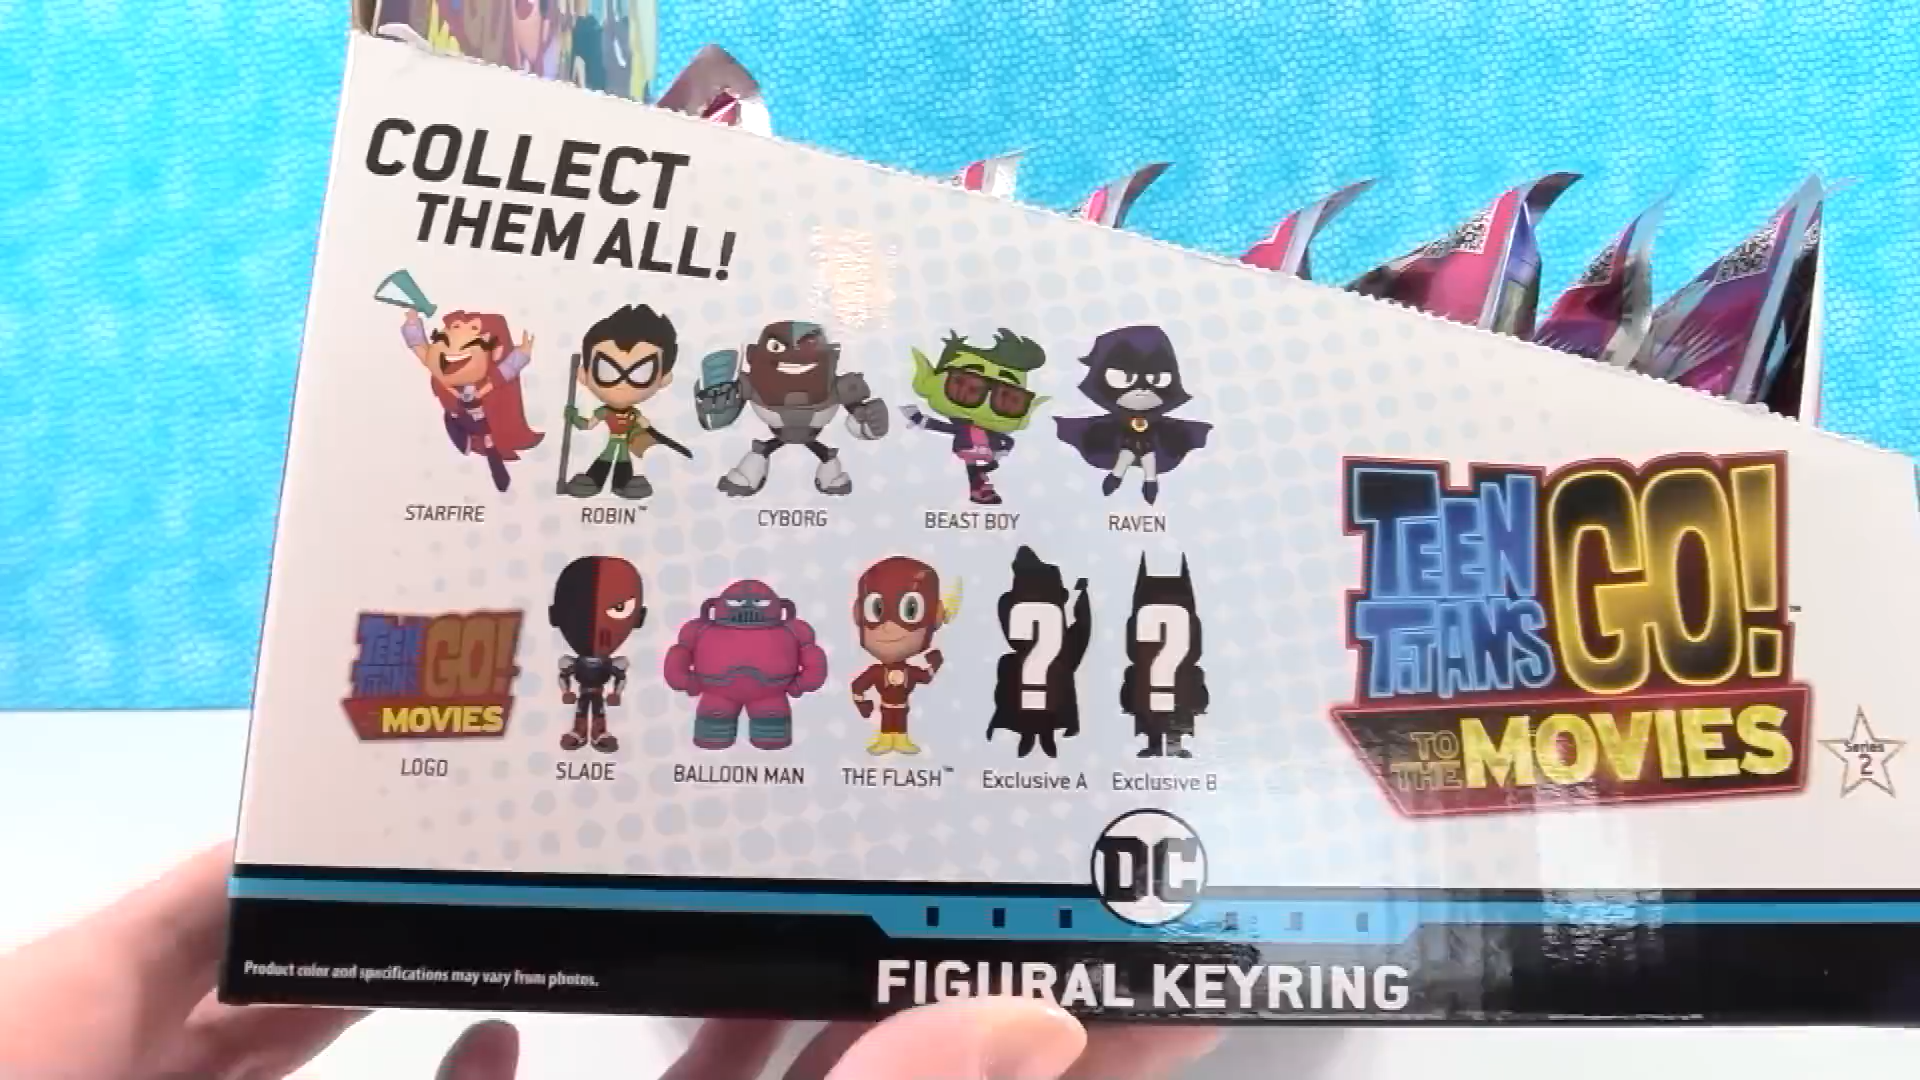 COLLECT
THEM ALL!
STARFIRE
ROBIN™
CYBORG
BEAST BOY
RAVEN
TEEN TITANS GO!
MOVIES
LOGO
SLADE
BALLOON MAN
THE FLASH™
?
Exclusive A
?
Exclusive B
TEEN
TITANS
GO!™
TO THE MOVIES
Series
2
DC
Product color and specifications may vary from photos.
FIGURAL KEYRING